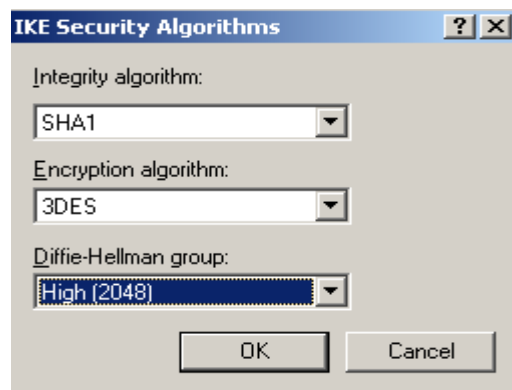 IKE Security Algorithms
Integrity algorithm:
SHA1
Encryption algorithm:
3DES
Diffie-Hellman group:
High (2048)
OK Cancel